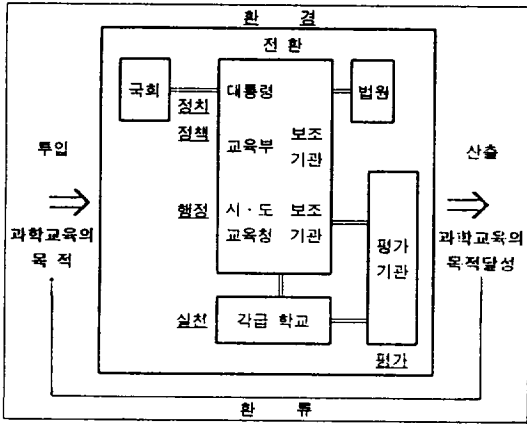 환 경
전 환
국회
대통령
법원
정치
정책
교육부
보조
기관
투입
산출
행정
시·도
교육청
보조
기관
평가
기관
과학교육의
목 적
과학교육의
목적달성
실천
각급 학교
평가
환 류